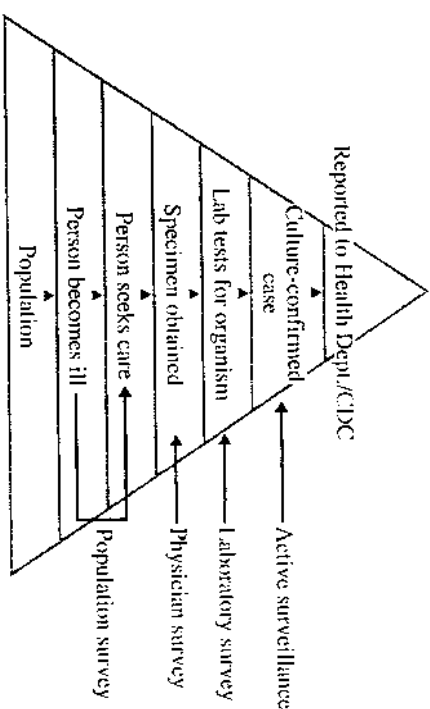 Reported to Health Dept./CDC
Culture-confirmed
case
Active surveillance
Lab tests for organism
Laboratory survey
Specimen obtained
Physician survey
Person seeks care
Person becomes ill
Population survey
Population